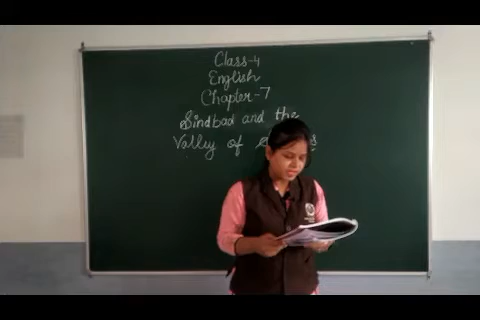 Class-4
English
Chapter-7
Sindbad and the
Valley of